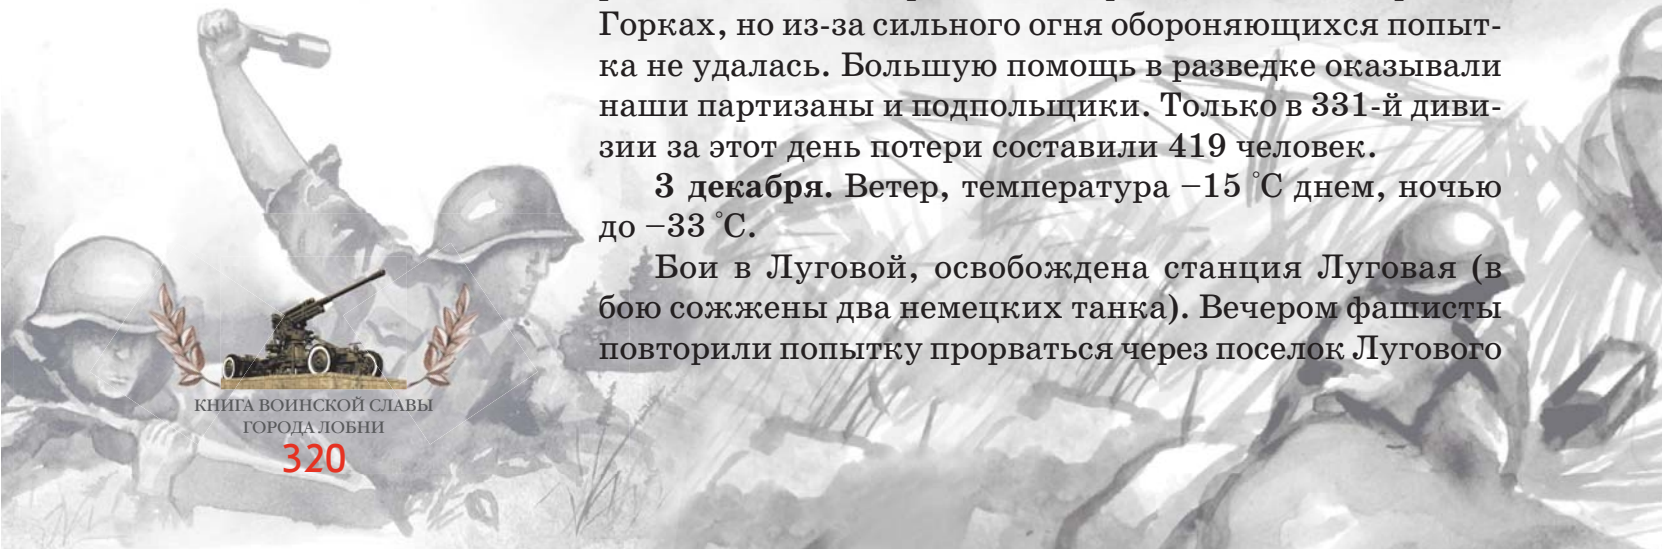 Горках, но из-за сильного огня обороняющихся попыт-
ка не удалась. Большую помощь в разведке оказывали
наши партизаны и подпольщики. Только в 331-й диви-
зии за этот день потери составили 419 человек.
3 декабря. Ветер, температура –15 °С днем, ночью
до –33 °С.
Бои в Луговой, освобождена станция Луговая (в
бою сожжены два немецких танка). Вечером фашисты
повторили попытку прорваться через поселок Лугового
КНИГА ВОИНСКОЙ СЛАВЫ
ГОРОДА ЛОБНИ
320